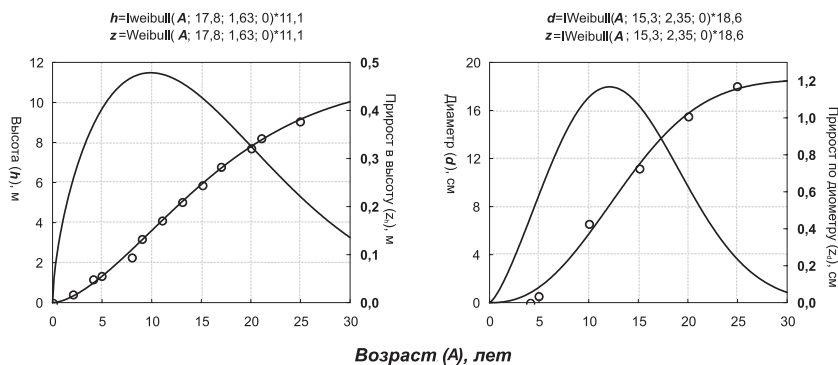 h=Iweibull( A; 17,8; 1,63; 0)*11,1
z=Weibull( A; 17,8; 1,63; 0)*11,1
d=IWeibull( A; 15,3; 2,35; 0)*18,6
z=IWeibull( A ; 15,3; 2,35; 0)*18,6
Высота (h), м
12
10
8
6
4
2
0
0,5
0,4
0,3
0,2
0,1
0,0
Прирост в высоту (zh), м
0 5 10 15 20 25 30
Диаметр (d), см
20
16
12
8
4
0
1,2
1,0
0,8
0,6
0,4
0,2
0,0
Прирост по диометру (zd), см
0 5 10 15 20 25 30
Возраст (A), лет